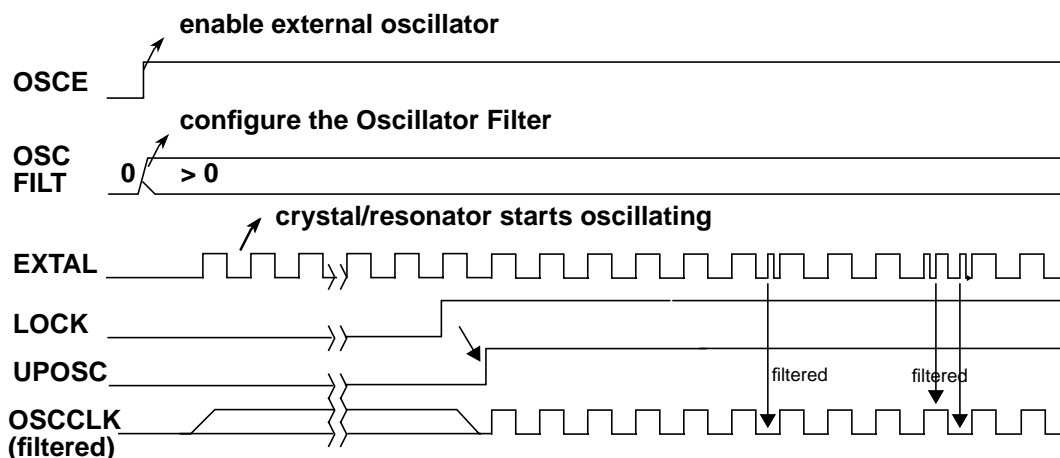 enable external oscillator
OSCE
configure the Oscillator Filter
OSC
FILT
0 > 0
crystal/resonator starts oscillating
EXTAL
LOCK
UPOSC
filtered filtered
OSCCLK
(filtered)